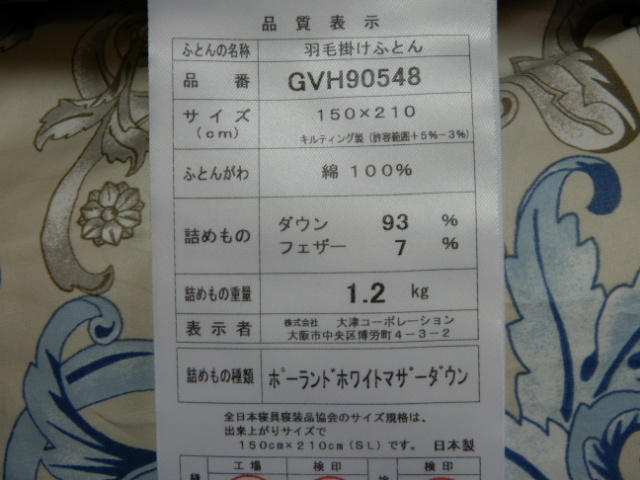 品質表示
ふとんの名称 羽毛掛けふとん
品番 GVH90548
サイズ(cm) 150×210
キルティング製(許容範囲+5%-3%)
ふとんがわ 綿 100%
詰めもの ダウン 93 %
フェザー 7 %
詰めもの重量 1.2 kg
表示者 株式会社 大津コーポレーション
大阪市中央区博労町4-3-2
詰めもの種類 ポーランドホワイトマザーダウン
全日本寝具寝装品協会のサイズ規格は、
出来上がりサイズで
150cm×210cm(SL)です。 日本製
工場 検印 検印